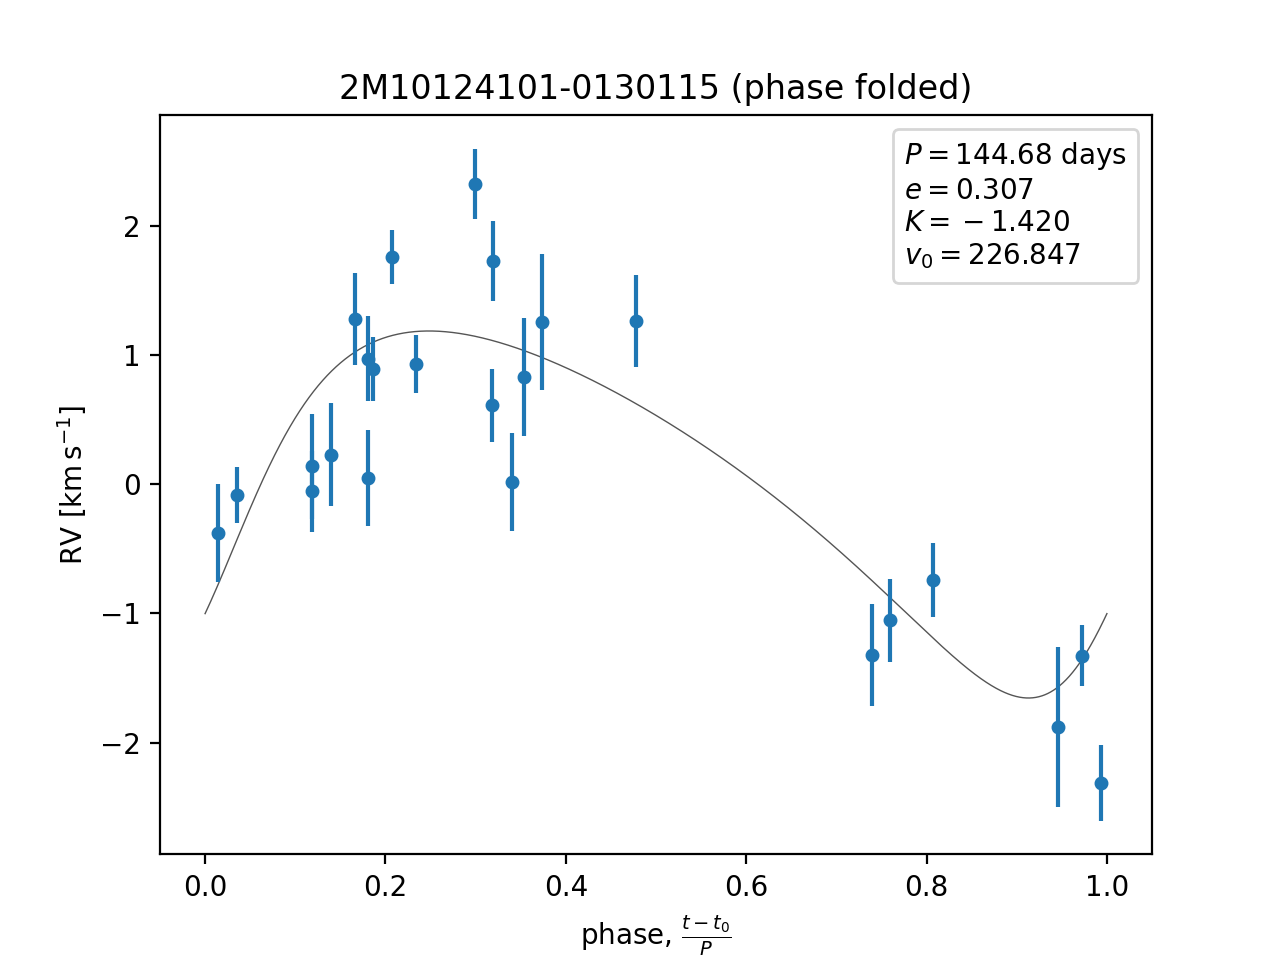 2M10124101-0130115 (phase folded)
P = 144.68 days
e = 0.307
K = −1.420
v₀ = 226.847
RV [km s⁻¹]
2
1
0
−1
−2
0.0 0.2 0.4 0.6 0.8 1.0
phase, (t − t₀)/P